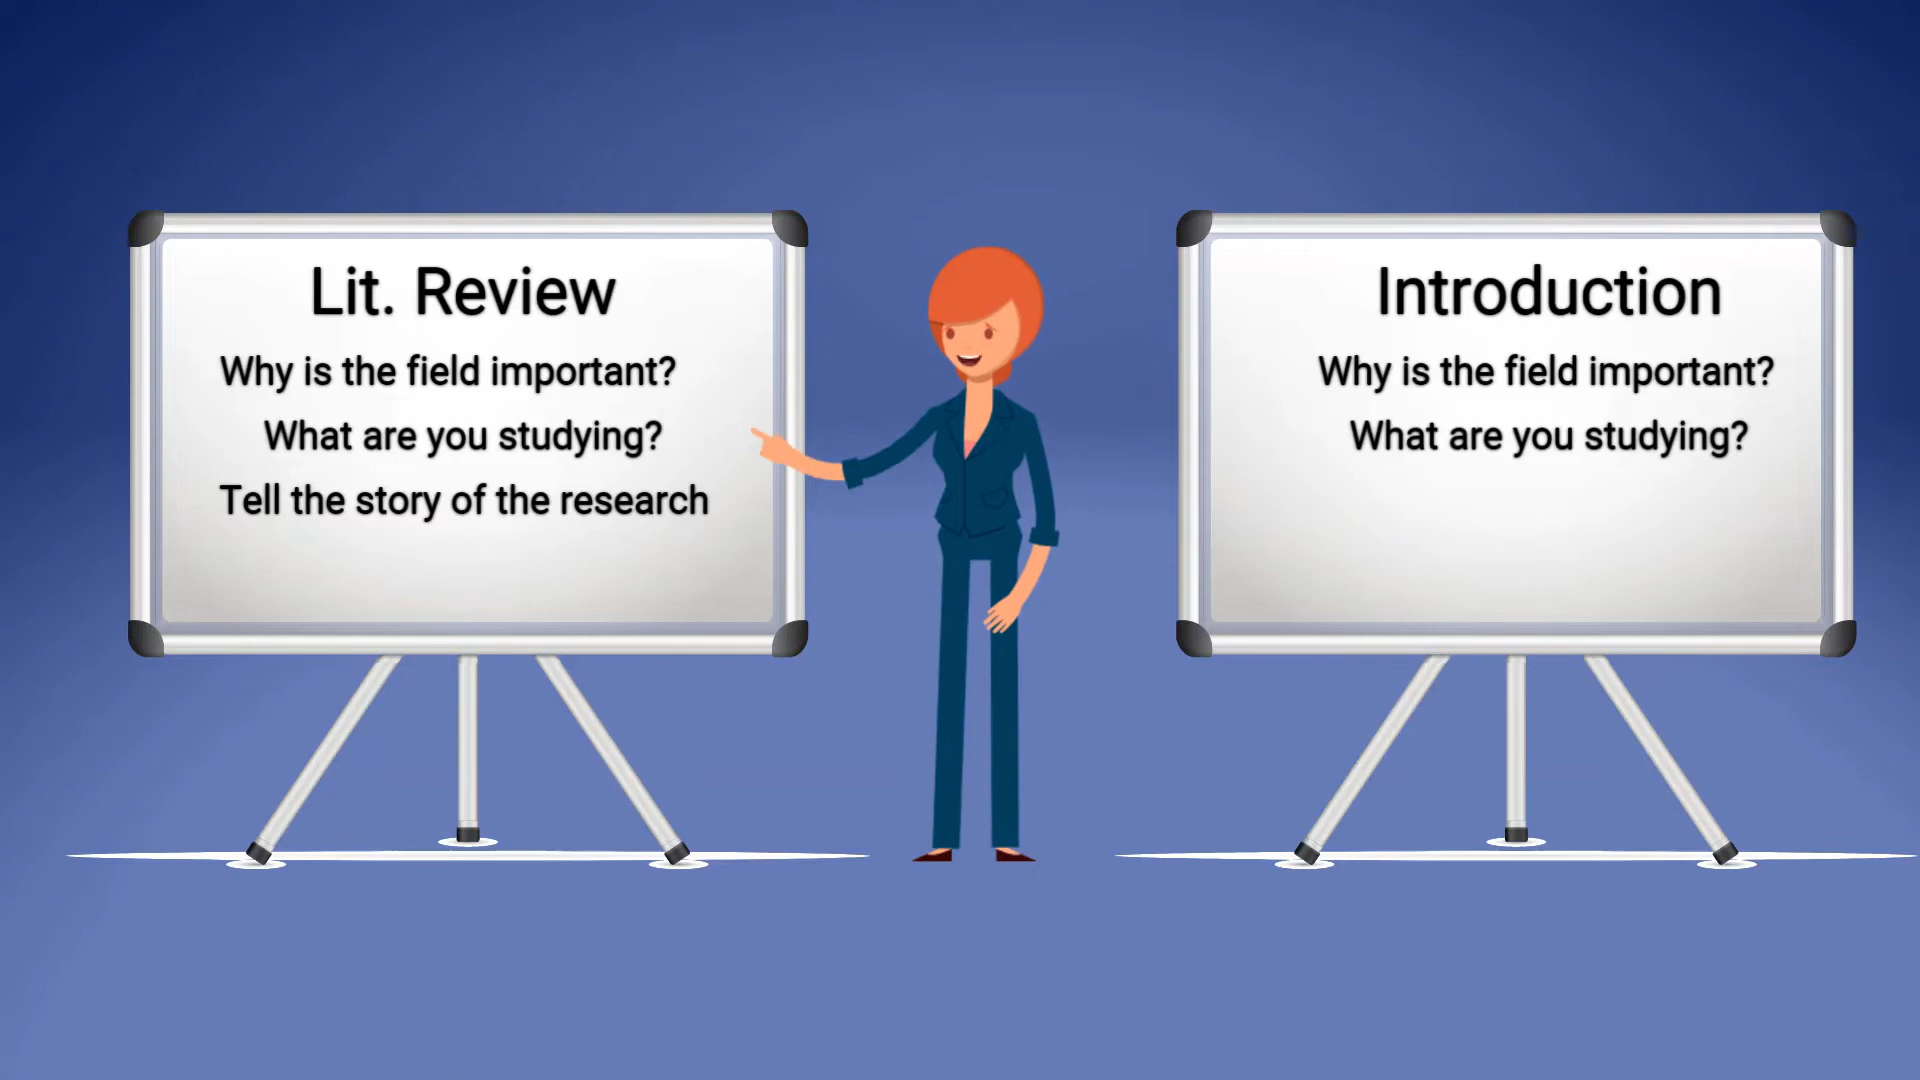 Lit. Review
Why is the field important?
What are you studying?
Tell the story of the research
Introduction
Why is the field important?
What are you studying?